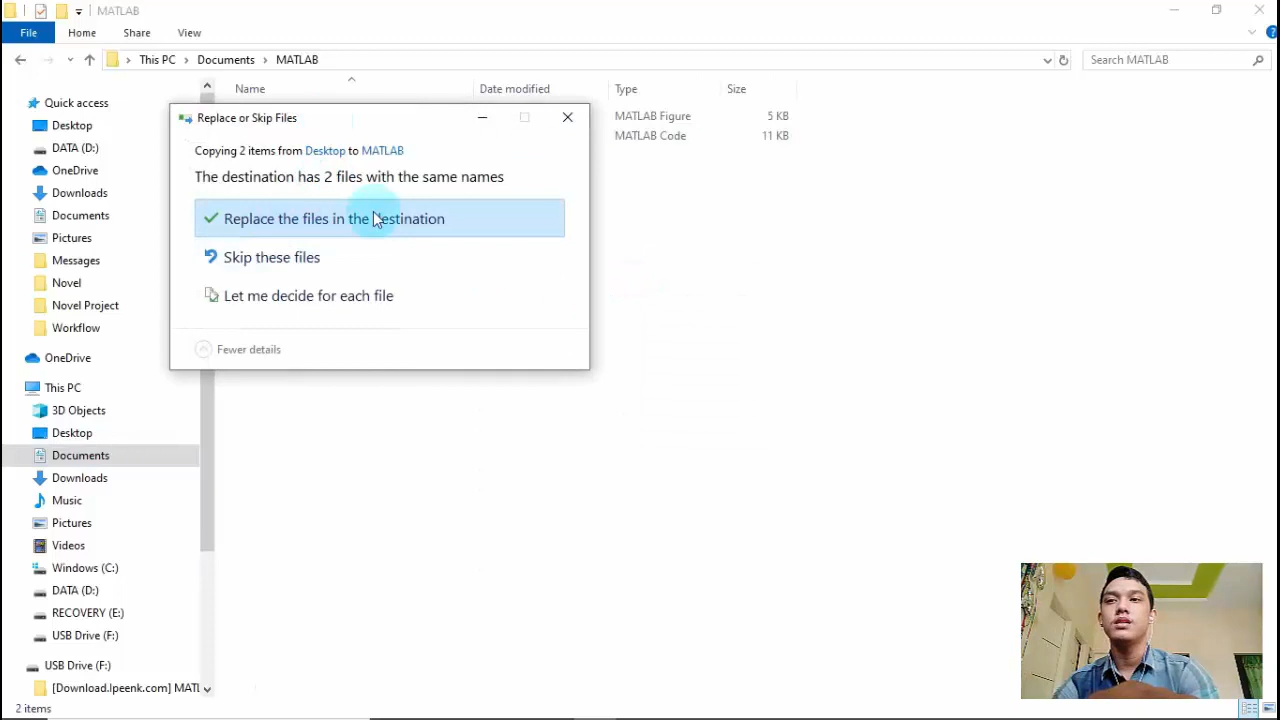 MATLAB
File
Home
Share
View
This PC
Documents
MATLAB
Search MATLAB
Name
Date modified
Type
Size
MATLAB Figure
5 KB
MATLAB Code
11 KB
Replace or Skip Files
Copying 2 items from Desktop to MATLAB
The destination has 2 files with the same names
Replace the files in the destination
Skip these files
Let me decide for each file
Fewer details
Quick access
Desktop
DATA (D:)
OneDrive
Downloads
Documents
Pictures
Messages
Novel
Novel Project
Workflow
OneDrive
This PC
3D Objects
Desktop
Documents
Downloads
Music
Pictures
Videos
Windows (C:)
DATA (D:)
RECOVERY (E:)
USB Drive (F:)
USB Drive (F:)
[Download.Ipeenk.com] MATL
2 items